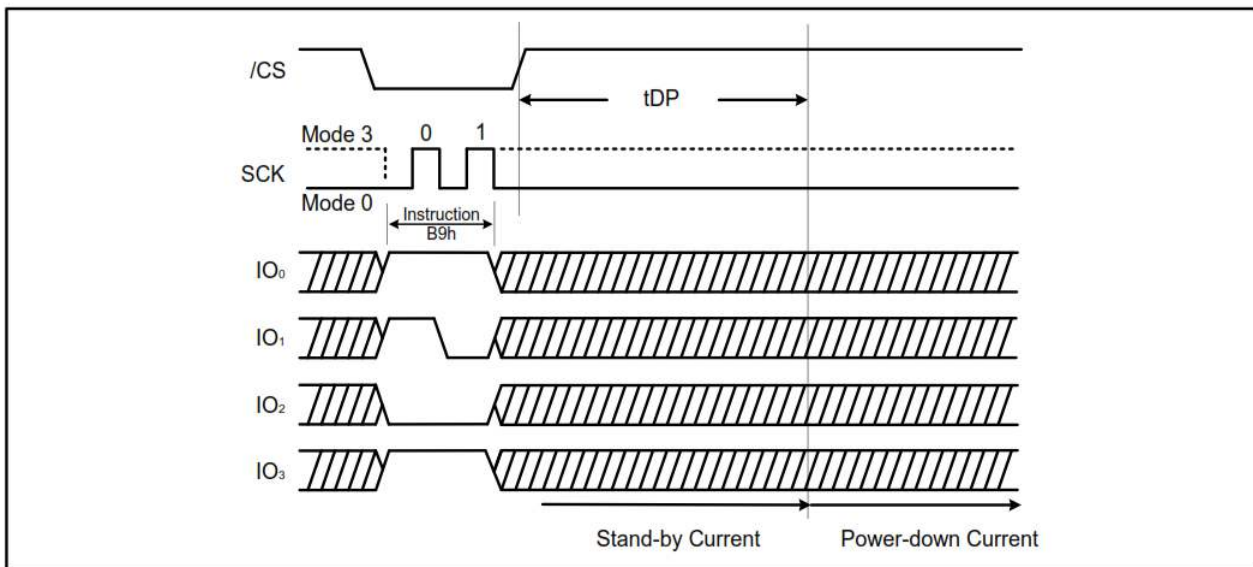 /CS
tDP
Mode 3
0
1
SCK
Mode 0
Instruction
B9h
IO₀
IO₁
IO₂
IO₃
Stand-by Current
Power-down Current